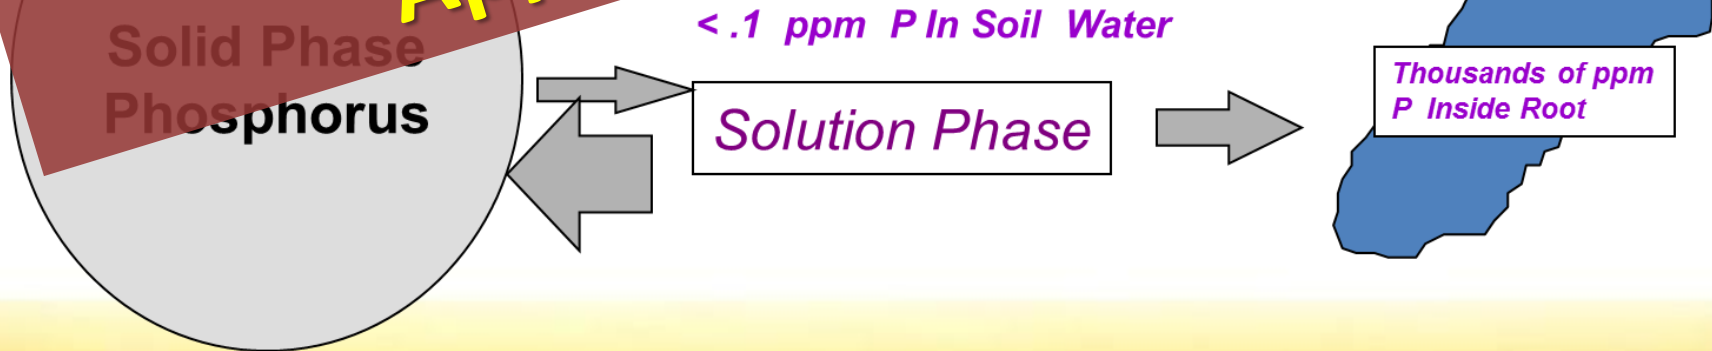 < .1 ppm P In Soil Water
Solid Phase
Phosphorus
Solution Phase
Thousands of ppm
P Inside Root